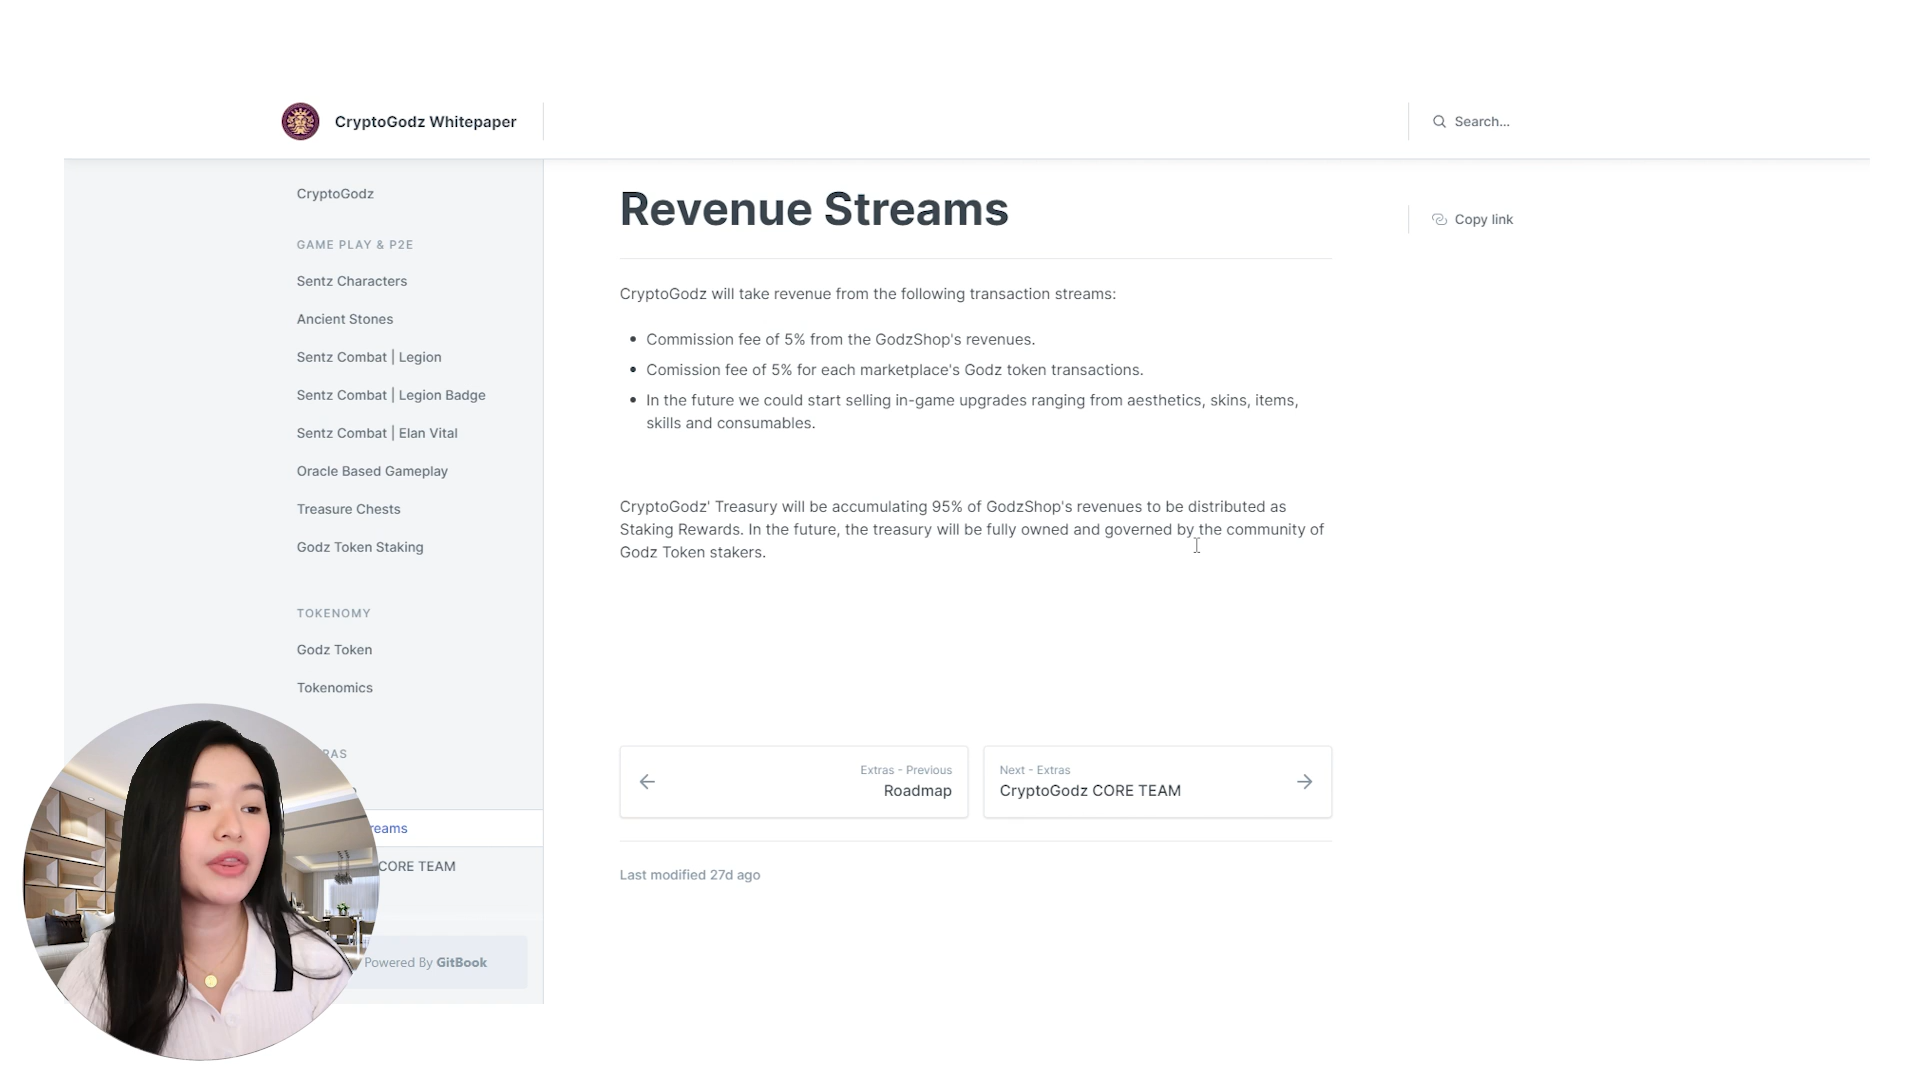 CryptoGodz Whitepaper
Search...
CryptoGodz
GAME PLAY & P2E
Sentz Characters
Ancient Stones
Sentz Combat | Legion
Sentz Combat | Legion Badge
Sentz Combat | Elan Vital
Oracle Based Gameplay
Treasure Chests
Godz Token Staking
TOKENOMY
Godz Token
Tokenomics
RAS
reams
CORE TEAM
Powered By GitBook
Revenue Streams
Copy link
CryptoGodz will take revenue from the following transaction streams:
• Commission fee of 5% from the GodzShop's revenues.
• Comission fee of 5% for each marketplace's Godz token transactions.
• In the future we could start selling in-game upgrades ranging from aesthetics, skins, items,
skills and consumables.
CryptoGodz' Treasury will be accumulating 95% of GodzShop's revenues to be distributed as
Staking Rewards. In the future, the treasury will be fully owned and governed by the community of
Godz Token stakers.
Extras - Previous
Roadmap
Next - Extras
CryptoGodz CORE TEAM
Last modified 27d ago